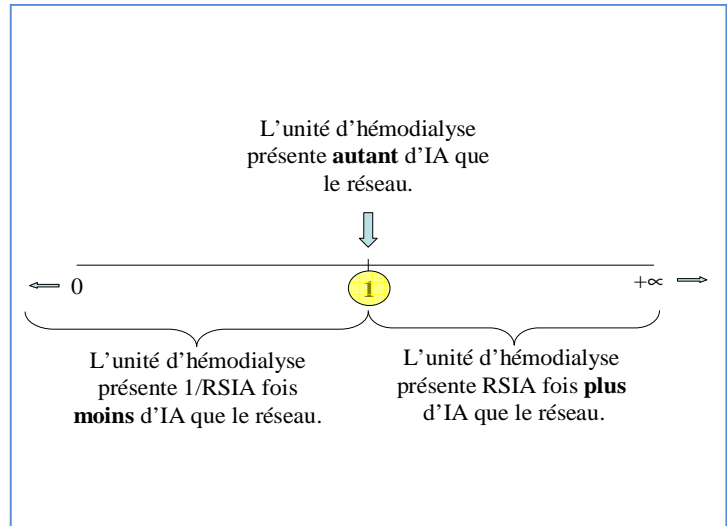 L’unité d’hémodialyse
présente autant d’IA que
le réseau.
0
1
+∝
L’unité d’hémodialyse
présente 1/RSIA fois
moins d’IA que le réseau.
L’unité d’hémodialyse
présente RSIA fois plus
d’IA que le réseau.